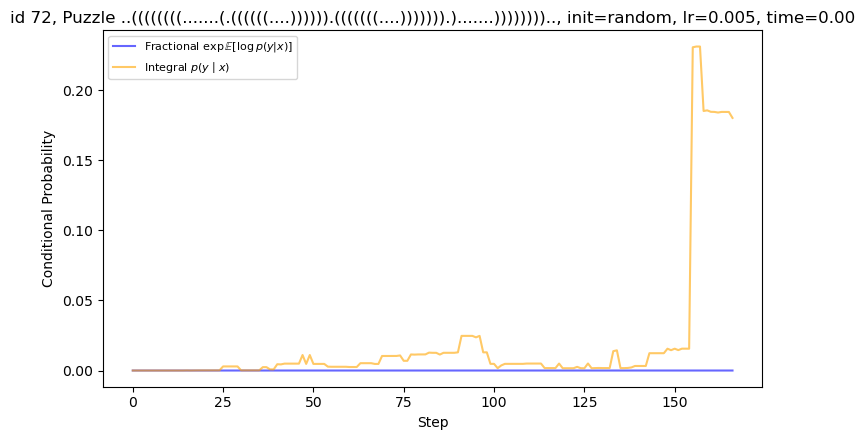 id 72, Puzzle ..((((((((.......(.((((((....)))))).(((((((....))))))).).......))))))))..​, init=random, lr=0.005, time=0.00
Fractional exp𝔼[log p(y|x)]
Integral p(y | x)
Conditional Probability
0.20
0.15
0.10
0.05
0.00
0 25 50 75 100 125 150
Step